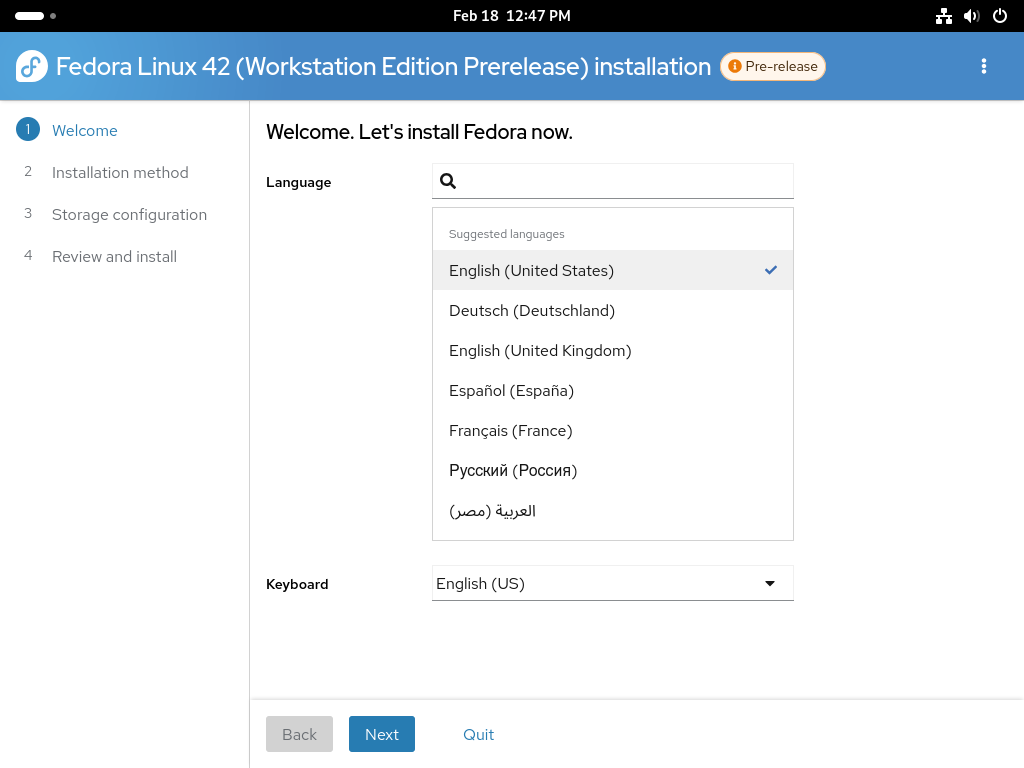 Feb 18 12:47 PM
Fedora Linux 42 (Workstation Edition Prerelease) installation
Pre-release
1 Welcome
2 Installation method
3 Storage configuration
4 Review and install
Welcome. Let's install Fedora now.
Language
Suggested languages
English (United States)
Deutsch (Deutschland)
English (United Kingdom)
Español (España)
Français (France)
Русский (Россия)
العربية (مصر)
Keyboard
English (US)
Back
Next
Quit